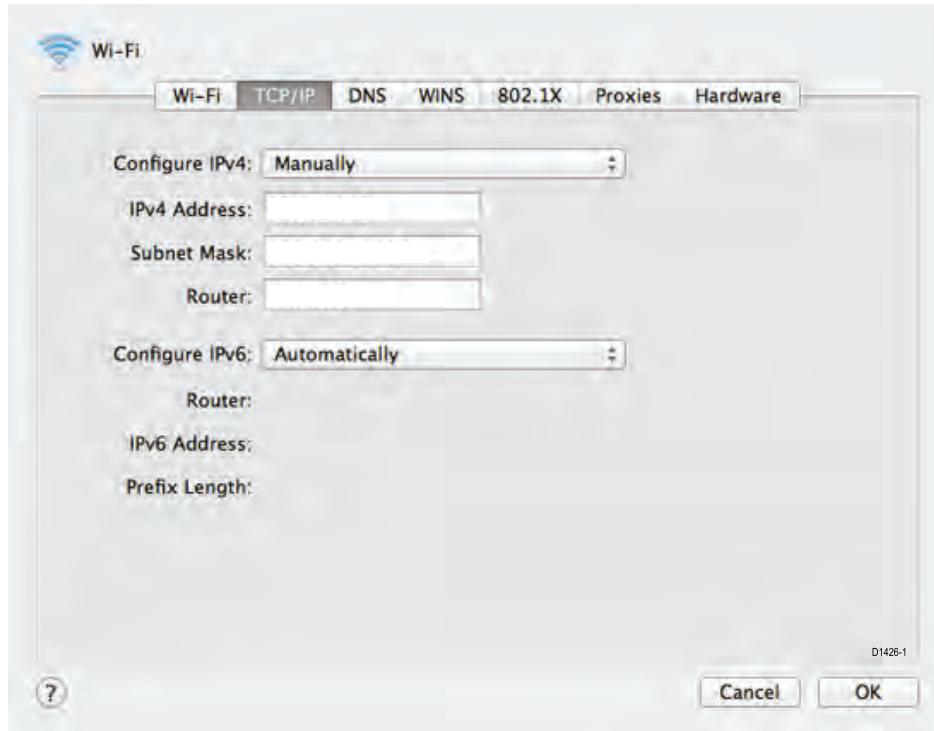 Wi-Fi
Wi-Fi TCP/IP DNS WINS 802.1X Proxies Hardware
Configure IPv4: Manually
IPv4 Address:
Subnet Mask:
Router:
Configure IPv6: Automatically
Router:
IPv6 Address:
Prefix Length:
D1426-1
? Cancel OK